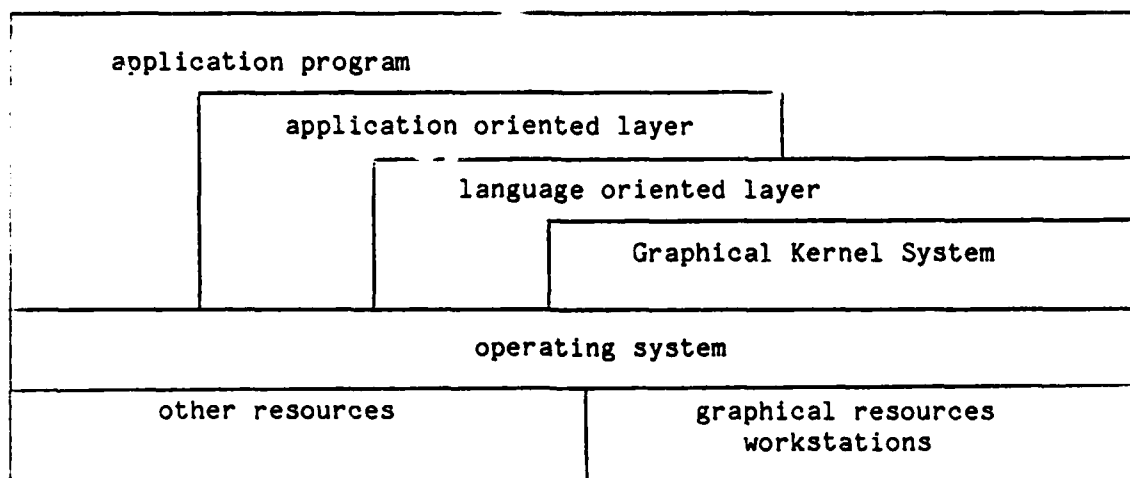 application program
application oriented layer
language oriented layer
Graphical Kernel System
operating system
other resources
graphical resources
workstations